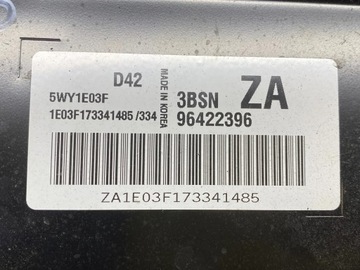 D42
5WY1E03F
1E03F173341485 /334
MADE IN KOREA
3BSN ZA
96422396
ZA1E03F173341485